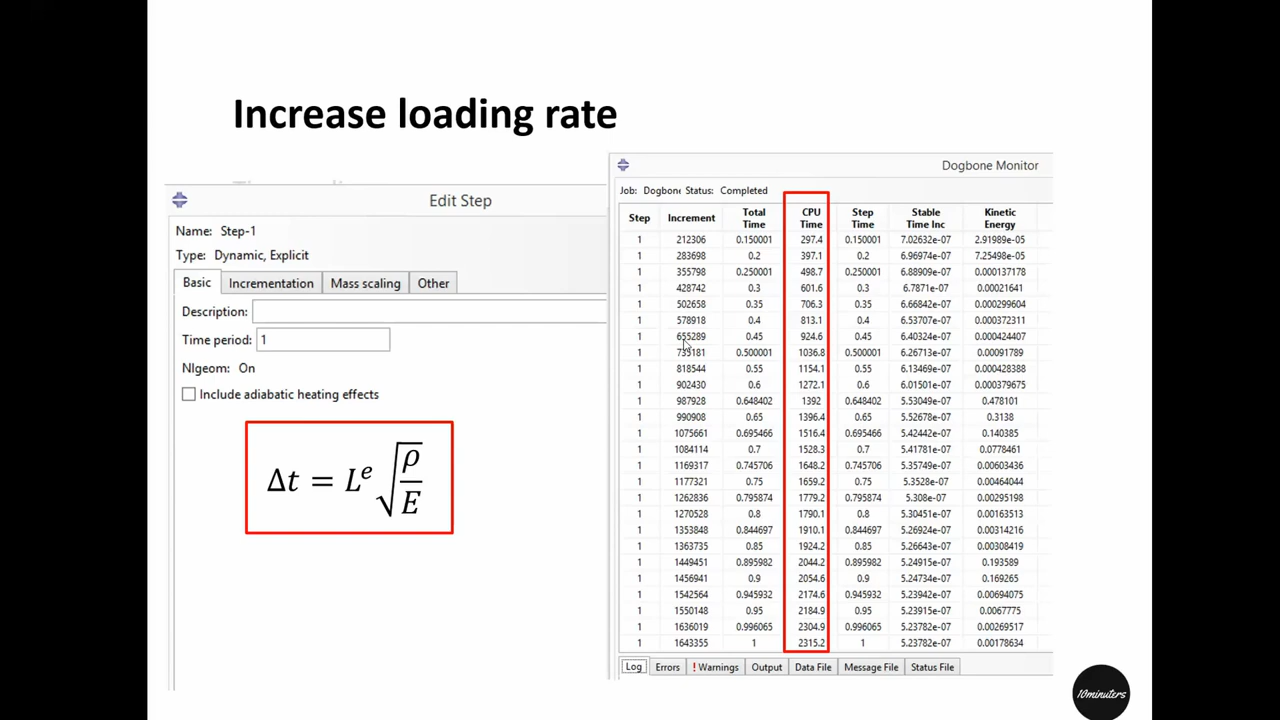 Increase loading rate
Edit Step
Name: Step-1
Type: Dynamic, Explicit
Basic Incrementation Mass scaling Other
Description:
Time period: 1
Nlgeom: On
Include adiabatic heating effects
Δt = L^e √(ρ/E)
Dogbone Monitor
Job: Dogbone Status: Completed
Step Increment Total Time CPU Time Step Time Stable Time Inc Kinetic Energy
1 212306 0.150001 297.4 0.150001 7.02632e-07 2.91989e-05
1 283698 0.2 397.1 0.2 6.96974e-07 7.25498e-05
1 355798 0.250001 498.7 0.250001 6.88909e-07 0.000137178
1 428742 0.3 601.6 0.3 6.7871e-07 0.00021641
1 502658 0.35 706.3 0.35 6.66842e-07 0.000299604
1 578918 0.4 813.1 0.4 6.53707e-07 0.000372311
1 655289 0.45 924.6 0.45 6.40324e-07 0.000424407
1 735181 0.500001 1036.8 0.500001 6.26713e-07 0.00091789
1 818544 0.55 1154.1 0.55 6.13469e-07 0.000428388
1 902430 0.6 1272.1 0.6 6.01501e-07 0.000379675
1 987928 0.648402 1392 0.648402 5.53049e-07 0.478101
1 990908 0.65 1396.4 0.65 5.52678e-07 0.3138
1 1075661 0.695466 1516.4 0.695466 5.42442e-07 0.140385
1 1084114 0.7 1528.3 0.7 5.41781e-07 0.0778461
1 1169317 0.745706 1648.2 0.745706 5.35749e-07 0.00603436
1 1177321 0.75 1659.2 0.75 5.3528e-07 0.00464044
1 1262836 0.795874 1779.2 0.795874 5.308e-07 0.00295198
1 1270528 0.8 1790.1 0.8 5.30451e-07 0.00163513
1 1353848 0.844697 1910.1 0.844697 5.26924e-07 0.00314216
1 1363735 0.85 1924.2 0.85 5.26643e-07 0.00308419
1 1449451 0.895982 2044.2 0.895982 5.24915e-07 0.193589
1 1456941 0.9 2054.6 0.9 5.24734e-07 0.169265
1 1542564 0.945932 2174.6 0.945932 5.23942e-07 0.00694075
1 1550148 0.95 2184.9 0.95 5.23915e-07 0.0067775
1 1636019 0.996065 2304.9 0.996065 5.23782e-07 0.00269517
1 1643355 1 2315.2 1 5.23782e-07 0.00178634
Log Errors ! Warnings Output Data File Message File Status File
10minuters